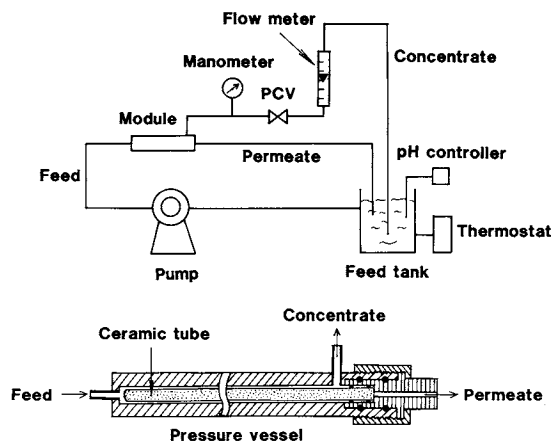 Flow meter
Manometer
Concentrate
PCV
Module
Permeate
pH controller
Feed
Thermostat
Pump
Feed tank
Concentrate
Ceramic tube
Feed
Permeate
Pressure vessel